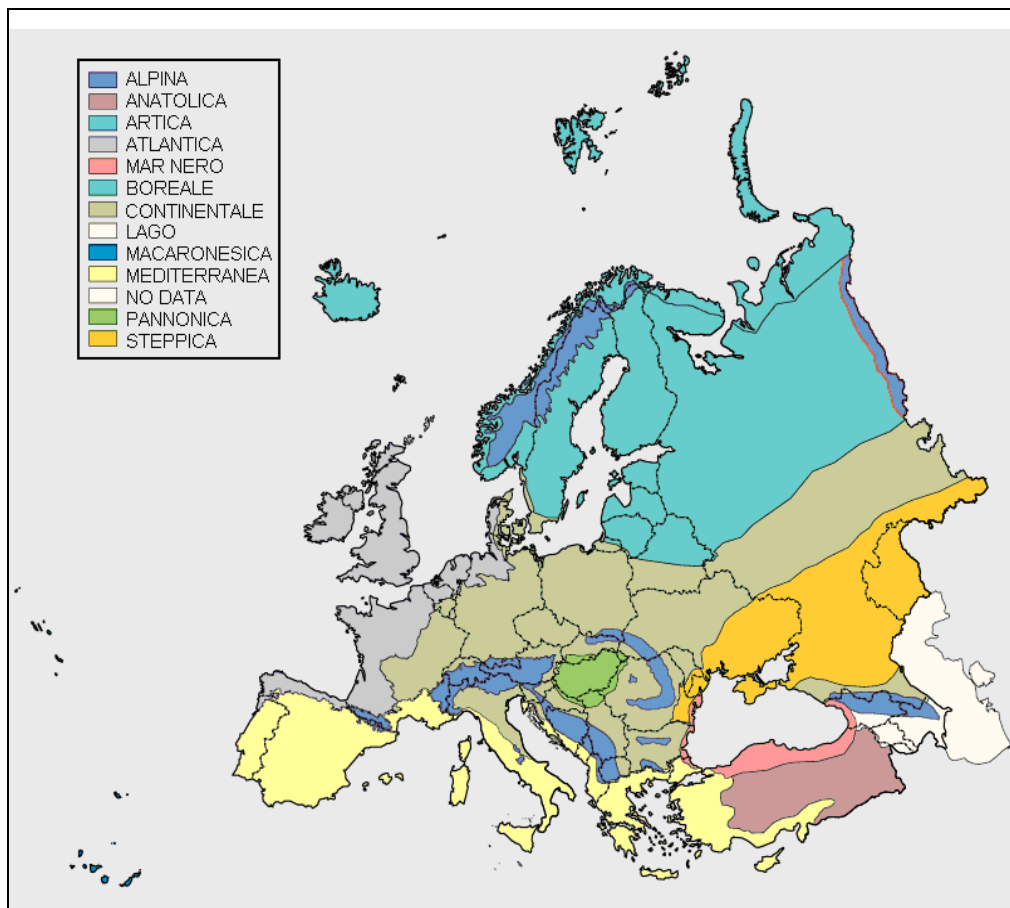 ALPINA
ANATOLICA
ARTICA
ATLANTICA
MAR NERO
BOREALE
CONTINENTALE
LAGO
MACARONESICA
MEDITERRANEA
NO DATA
PANNONICA
STEPPICA